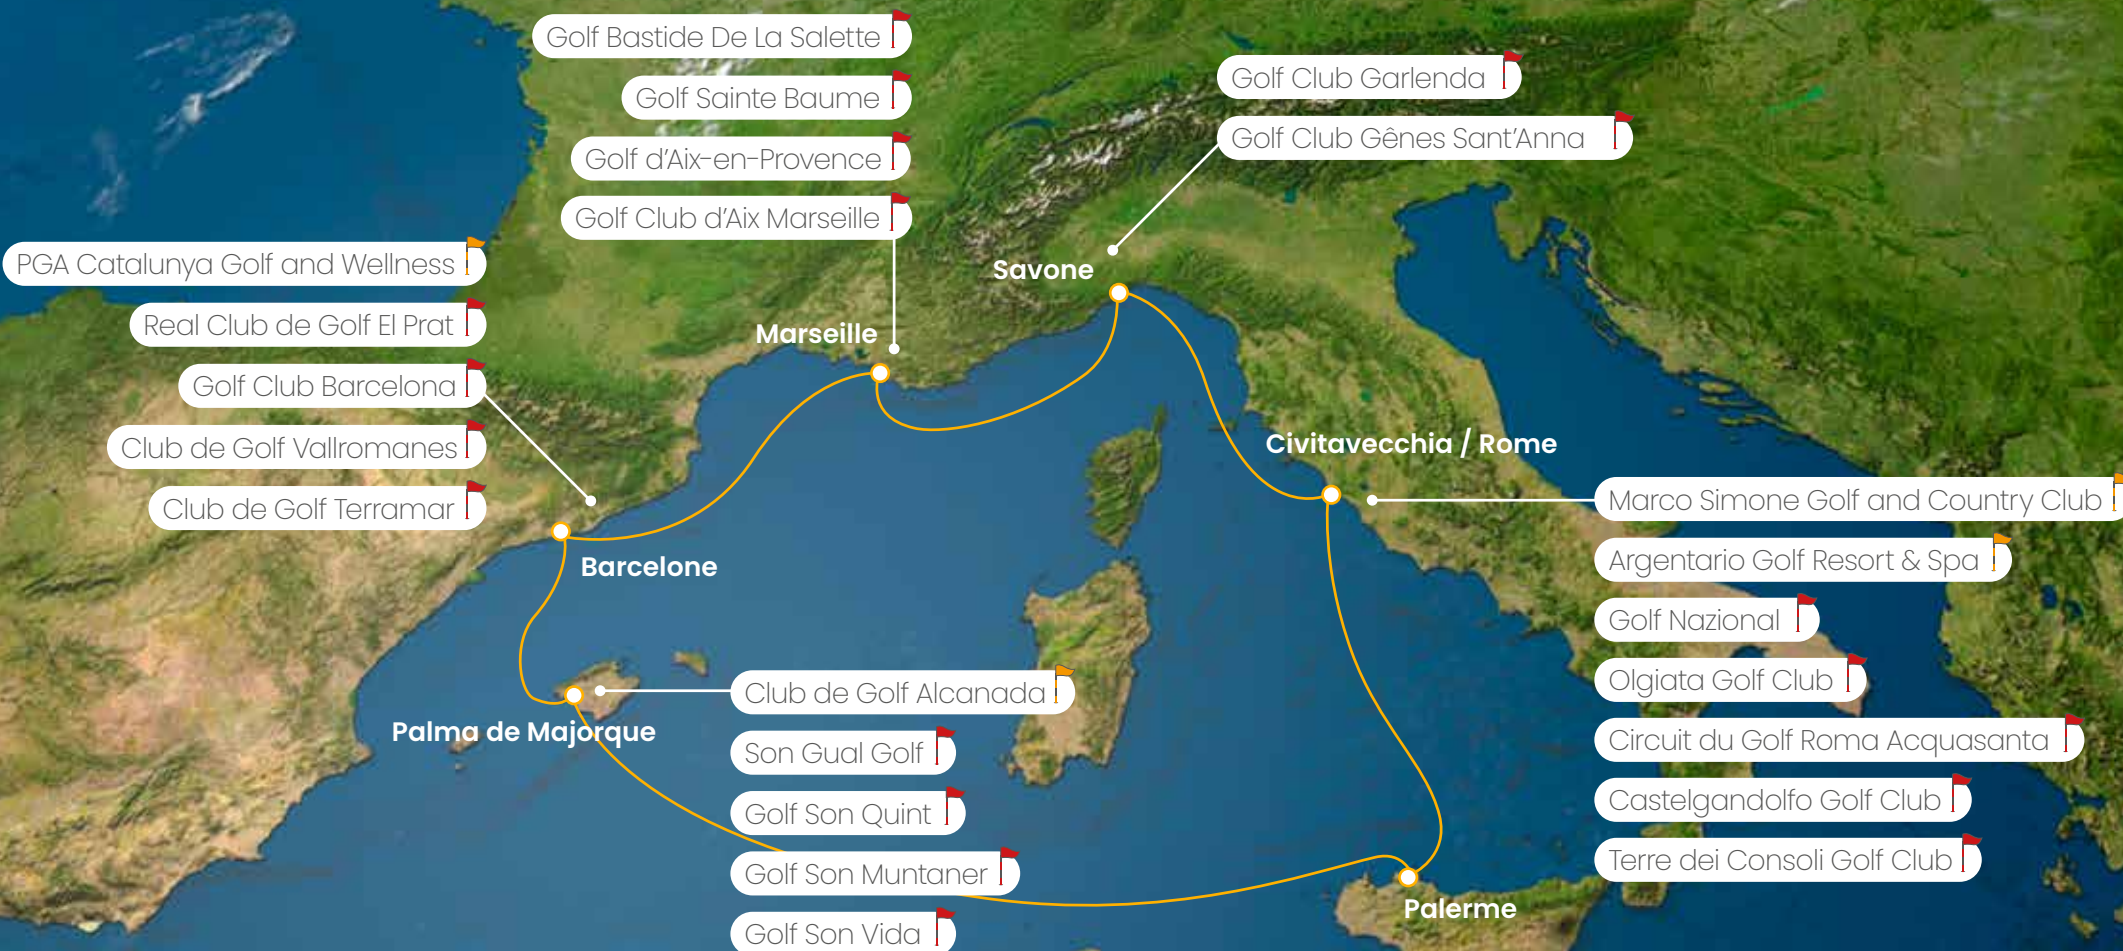 Golf Bastide De La Salette
Golf Sainte Baume
Golf d'Aix-en-Provence
Golf Club d'Aix Marseille
Golf Club Garlenda
Golf Club Gênes Sant'Anna
PGA Catalunya Golf and Wellness
Real Club de Golf El Prat
Golf Club Barcelona
Club de Golf Vallromanes
Club de Golf Terramar
Savone
Marseille
Civitavecchia / Rome
Barcelone
Palma de Majorque
Palerme
Marco Simone Golf and Country Club
Argentario Golf Resort & Spa
Golf Nazional
Olgiata Golf Club
Circuit du Golf Roma Acquasanta
Castelgandolfo Golf Club
Terre dei Consoli Golf Club
Club de Golf Alcanada
Son Gual Golf
Golf Son Quint
Golf Son Muntaner
Golf Son Vida